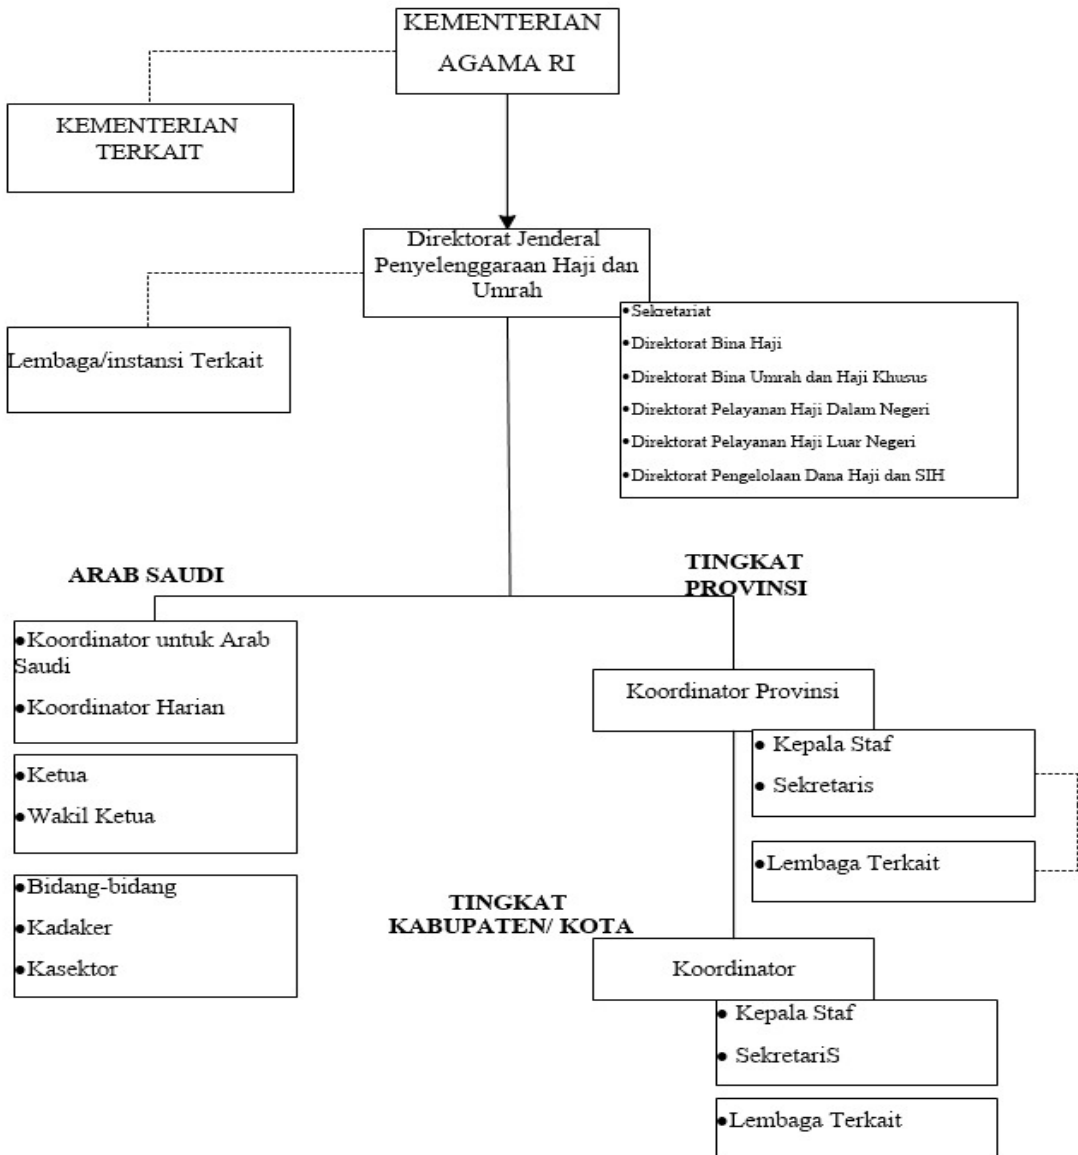 KEMENTERIAN
AGAMA RI
KEMENTERIAN
TERKAIT
Direktorat Jenderal
Penyelenggaraan Haji dan
Umrah
Lembaga/instansi Terkait
•Sekretariat
•Direktorat Bina Haji
•Direktorat Bina Umrah dan Haji Khusus
•Direktorat Pelayanan Haji Dalam Negeri
•Direktorat Pelayanan Haji Luar Negeri
•Direktorat Pengelolaan Dana Haji dan SIH
ARAB SAUDI
•Koordinator untuk Arab
Saudi
•Koordinator Harian
•Ketua
•Wakil Ketua
•Bidang-bidang
•Kadaker
•Kasektor
TINGKAT
PROVINSI
Koordinator Provinsi
• Kepala Staf
• Sekretaris
•Lembaga Terkait
TINGKAT
KABUPATEN/ KOTA
Koordinator
• Kepala Staf
• SekretariS
•Lembaga Terkait